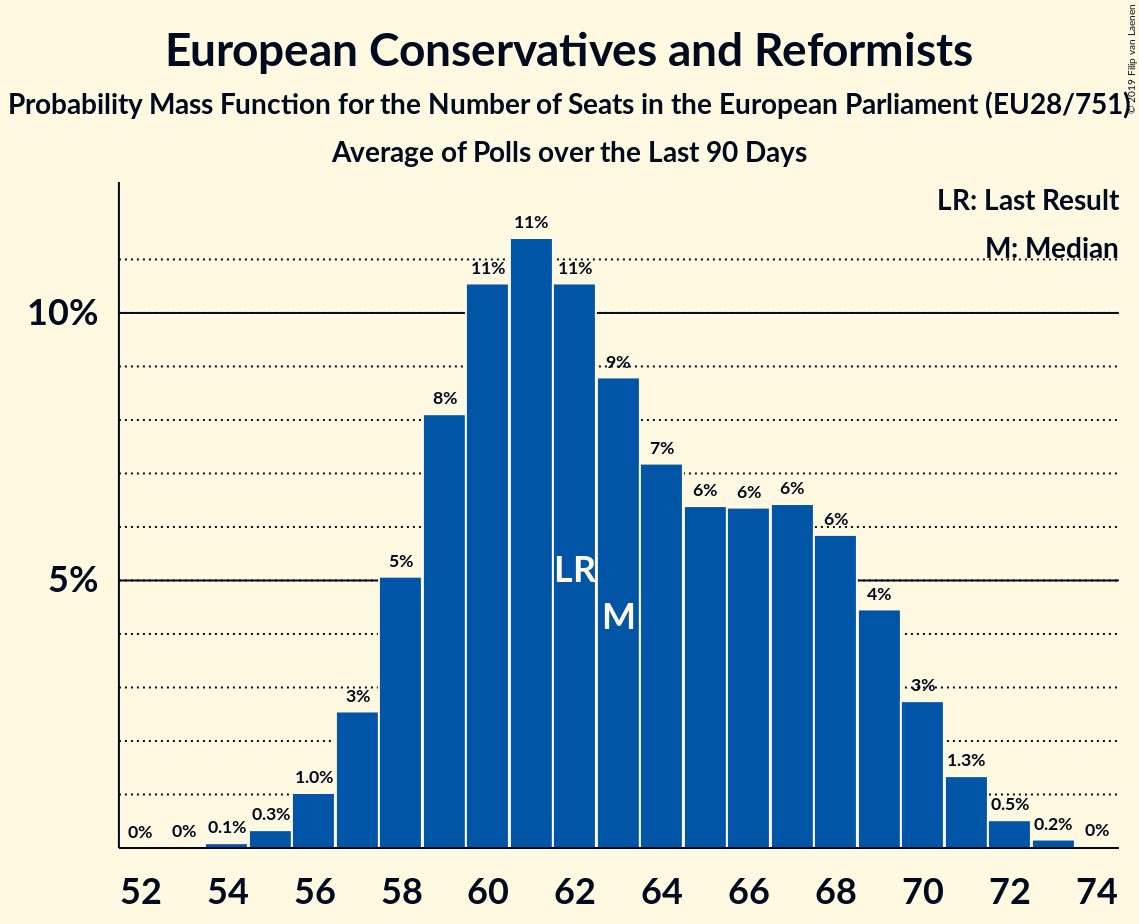 European Conservatives and Reformists
Probability Mass Function for the Number of Seats in the European Parliament (EU28/751)
Average of Polls over the Last 90 Days
© 2019 Filip van Laenen
LR: Last Result
M: Median
10%
5%
0% 0% 0.1% 0.3% 1.0% 3% 5% 8% 11% 11% 11% 9% 7% 6% 6% 6% 6% 4% 3% 1.3% 0.5% 0.2% 0%
LR
M
52 54 56 58 60 62 64 66 68 70 72 74